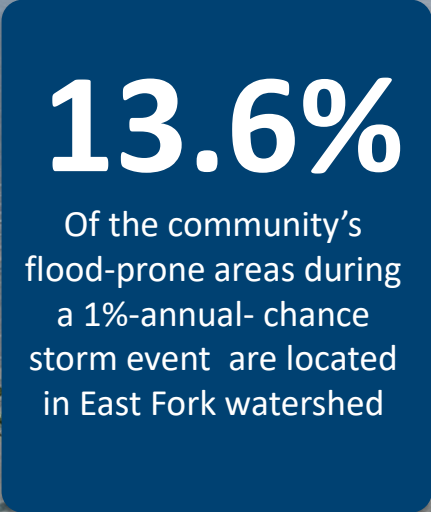 13.6%
Of the community’s
flood-prone areas during
a 1%-annual- chance
storm event  are located
in East Fork watershed